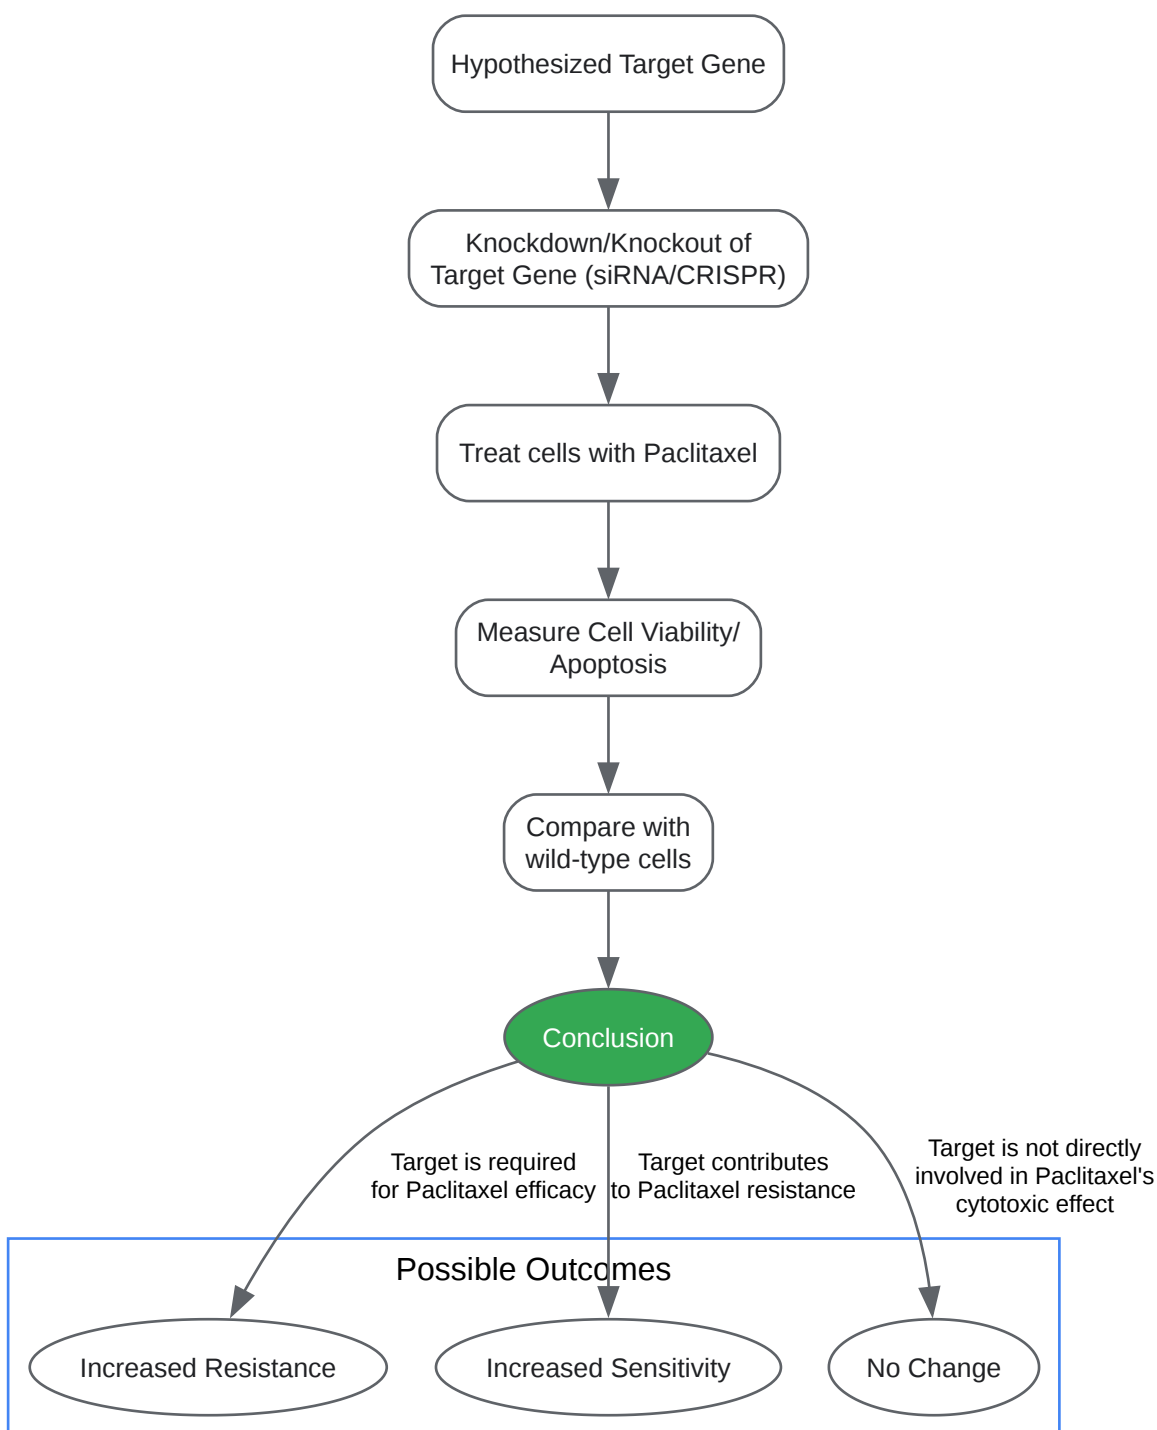 Hypothesized Target Gene
Knockdown/Knockout of
Target Gene (siRNA/CRISPR)
Treat cells with Paclitaxel
Measure Cell Viability/
Apoptosis
Compare with
wild-type cells
Conclusion
Target is required
for Paclitaxel efficacy
Target contributes
to Paclitaxel resistance
Target is not directly
involved in Paclitaxel's
cytotoxic effect
Possible Outcomes
Increased Resistance
Increased Sensitivity
No Change